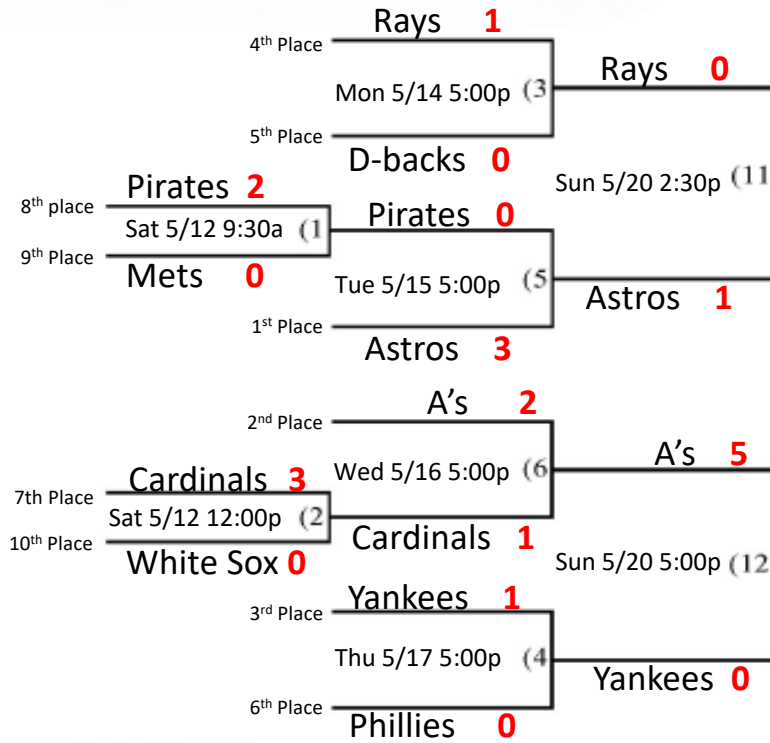 Rays 1
4th Place
Mon 5/14 5:00p (3
Rays 0
5th Place
D-backs 0
Sun 5/20 2:30p (11
Pirates 2
8th place
Sat 5/12 9:30a (1
Pirates 0
9th Place
Mets 0
Tue 5/15 5:00p (5
Astros 1
1st Place
Astros 3
A's 2
2nd Place
Wed 5/16 5:00p (6
A's 5
Cardinals 3
7th Place
Sat 5/12 12:00p (2
10th Place
White Sox 0
Cardinals 1
Sun 5/20 5:00p (12
Yankees 1
3rd Place
Thu 5/17 5:00p (4
Yankees 0
6th Place
Phillies 0